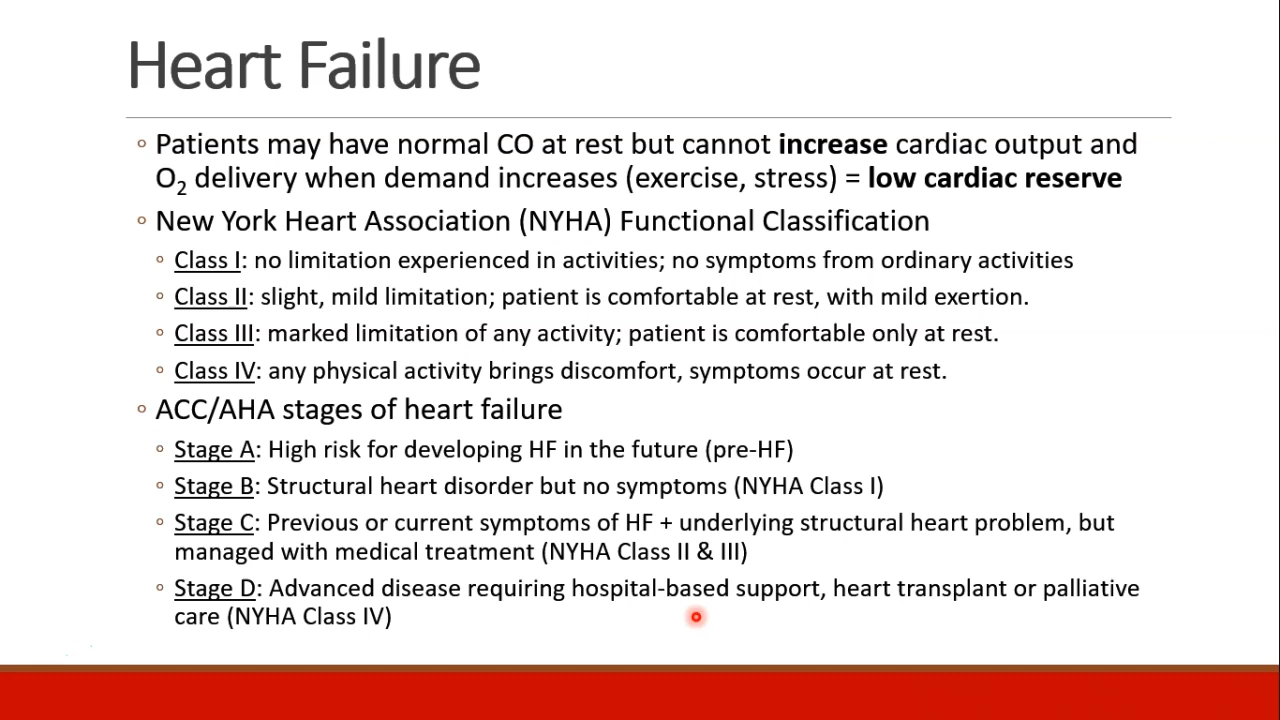 Heart Failure
◦ Patients may have normal CO at rest but cannot increase cardiac output and
O₂ delivery when demand increases (exercise, stress) = low cardiac reserve
◦ New York Heart Association (NYHA) Functional Classification
◦ Class I: no limitation experienced in activities; no symptoms from ordinary activities
◦ Class II: slight, mild limitation; patient is comfortable at rest, with mild exertion.
◦ Class III: marked limitation of any activity; patient is comfortable only at rest.
◦ Class IV: any physical activity brings discomfort, symptoms occur at rest.
◦ ACC/AHA stages of heart failure
◦ Stage A: High risk for developing HF in the future (pre-HF)
◦ Stage B: Structural heart disorder but no symptoms (NYHA Class I)
◦ Stage C: Previous or current symptoms of HF + underlying structural heart problem, but
managed with medical treatment (NYHA Class II & III)
◦ Stage D: Advanced disease requiring hospital-based support, heart transplant or palliative
care (NYHA Class IV)